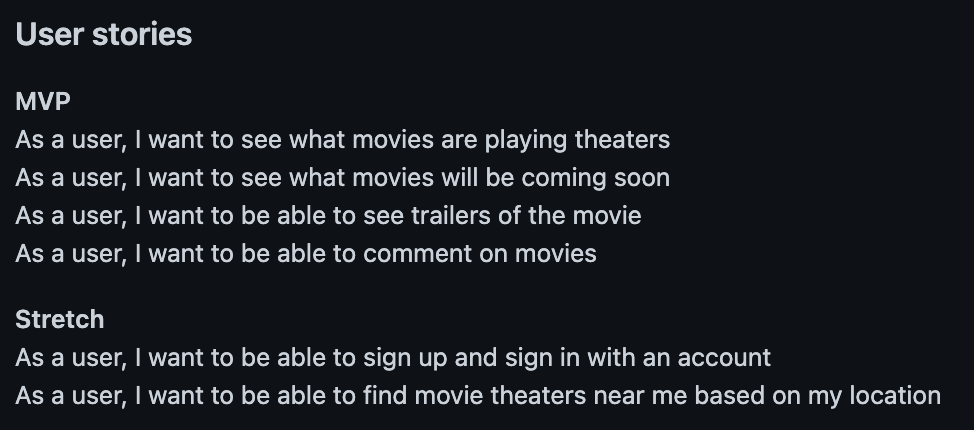 User stories
MVP
As a user, I want to see what movies are playing theaters
As a user, I want to see what movies will be coming soon
As a user, I want to be able to see trailers of the movie
As a user, I want to be able to comment on movies
Stretch
As a user, I want to be able to sign up and sign in with an account
As a user, I want to be able to find movie theaters near me based on my location